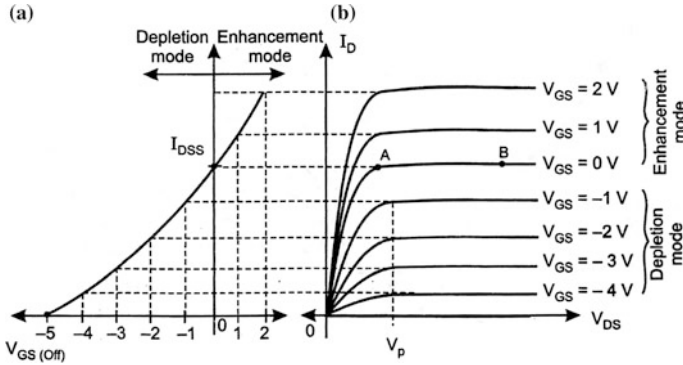 (a)
Depletion mode
Enhancement mode
I_DSS
–5 –4 –3 –2 –1 0 1 2
V_GS (Off)
(b)
I_D
V_GS = 2 V
V_GS = 1 V
A B V_GS = 0 V
V_GS = –1 V
V_GS = –2 V
V_GS = – 3 V
V_GS = – 4 V
Enhancement mode
Depletion mode
0 V_p V_DS